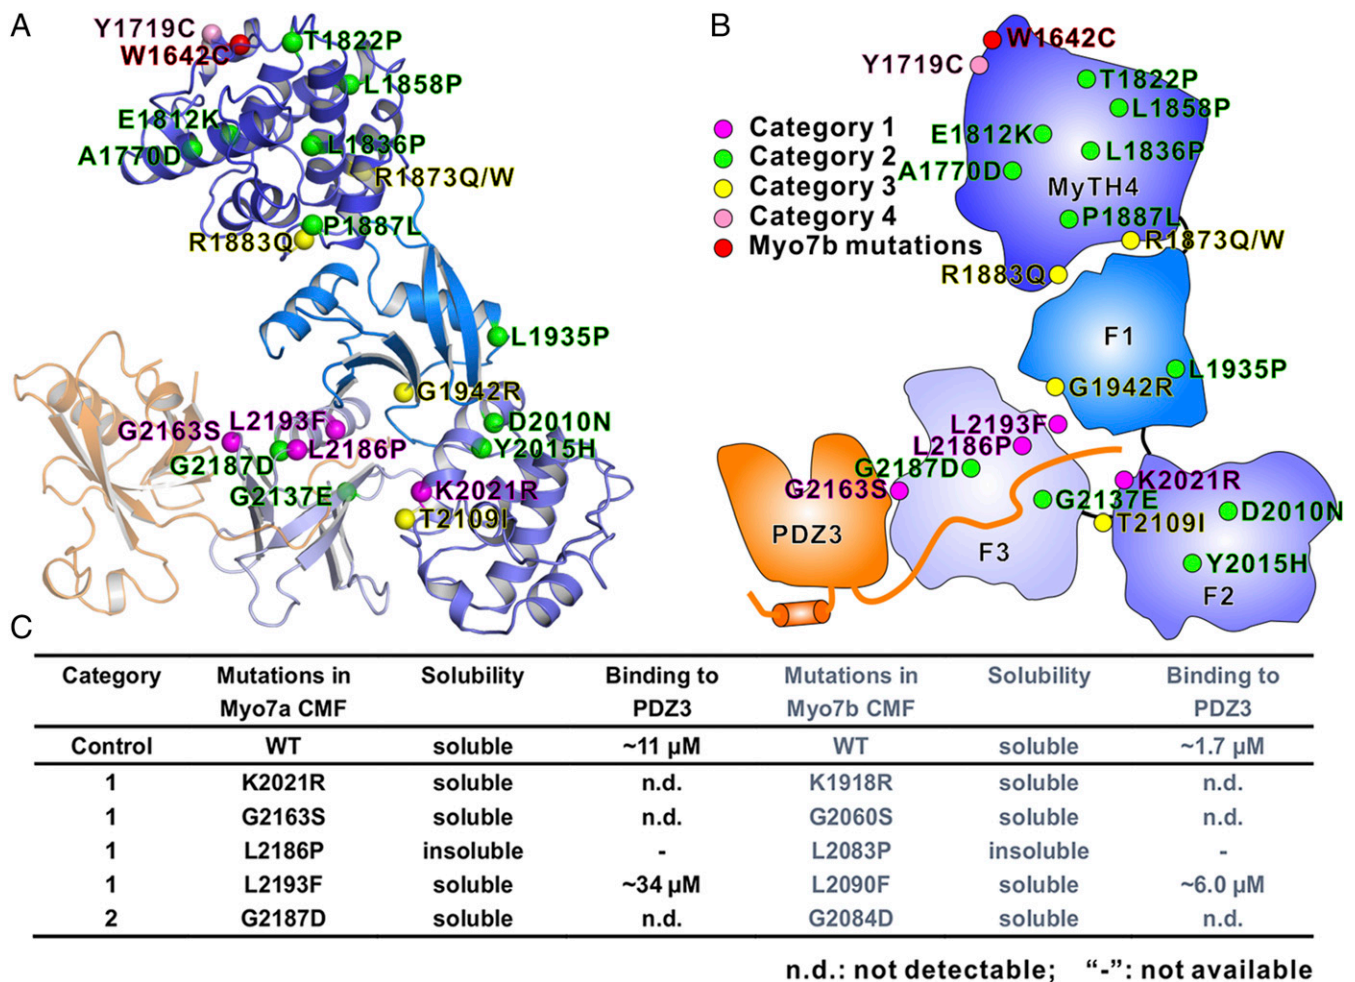 A
Y1719C
W1642C
T1822P
L1858P
E1812K
L1836P
A1770D
R1873Q/W
P1887L
R1883Q
L1935P
G1942R
L2193F
D2010N
G2163S
L2186P
Y2015H
G2187D
G2137E
K2021R
T2109I
B
W1642C
Y1719C
T1822P
L1858P
Category 1
Category 2
Category 3
Category 4
Myo7b mutations
E1812K
L1836P
A1770D
MyTH4
P1887L
R1873Q/W
R1883Q
F1
L1935P
G1942R
L2193F
L2186P
G2187D
G2163S
K2021R
G2137E
D2010N
T2109I
PDZ3
F3
Y2015H
F2
C
Category Mutations in Myo7a CMF Solubility Binding to PDZ3 Mutations in Myo7b CMF Solubility Binding to PDZ3
Control WT soluble ~11 µM WT soluble ~1.7 µM
1 K2021R soluble n.d. K1918R soluble n.d.
1 G2163S soluble n.d. G2060S soluble n.d.
1 L2186P insoluble - L2083P insoluble -
1 L2193F soluble ~34 µM L2090F soluble ~6.0 µM
2 G2187D soluble n.d. G2084D soluble n.d.
n.d.: not detectable; “-”: not available